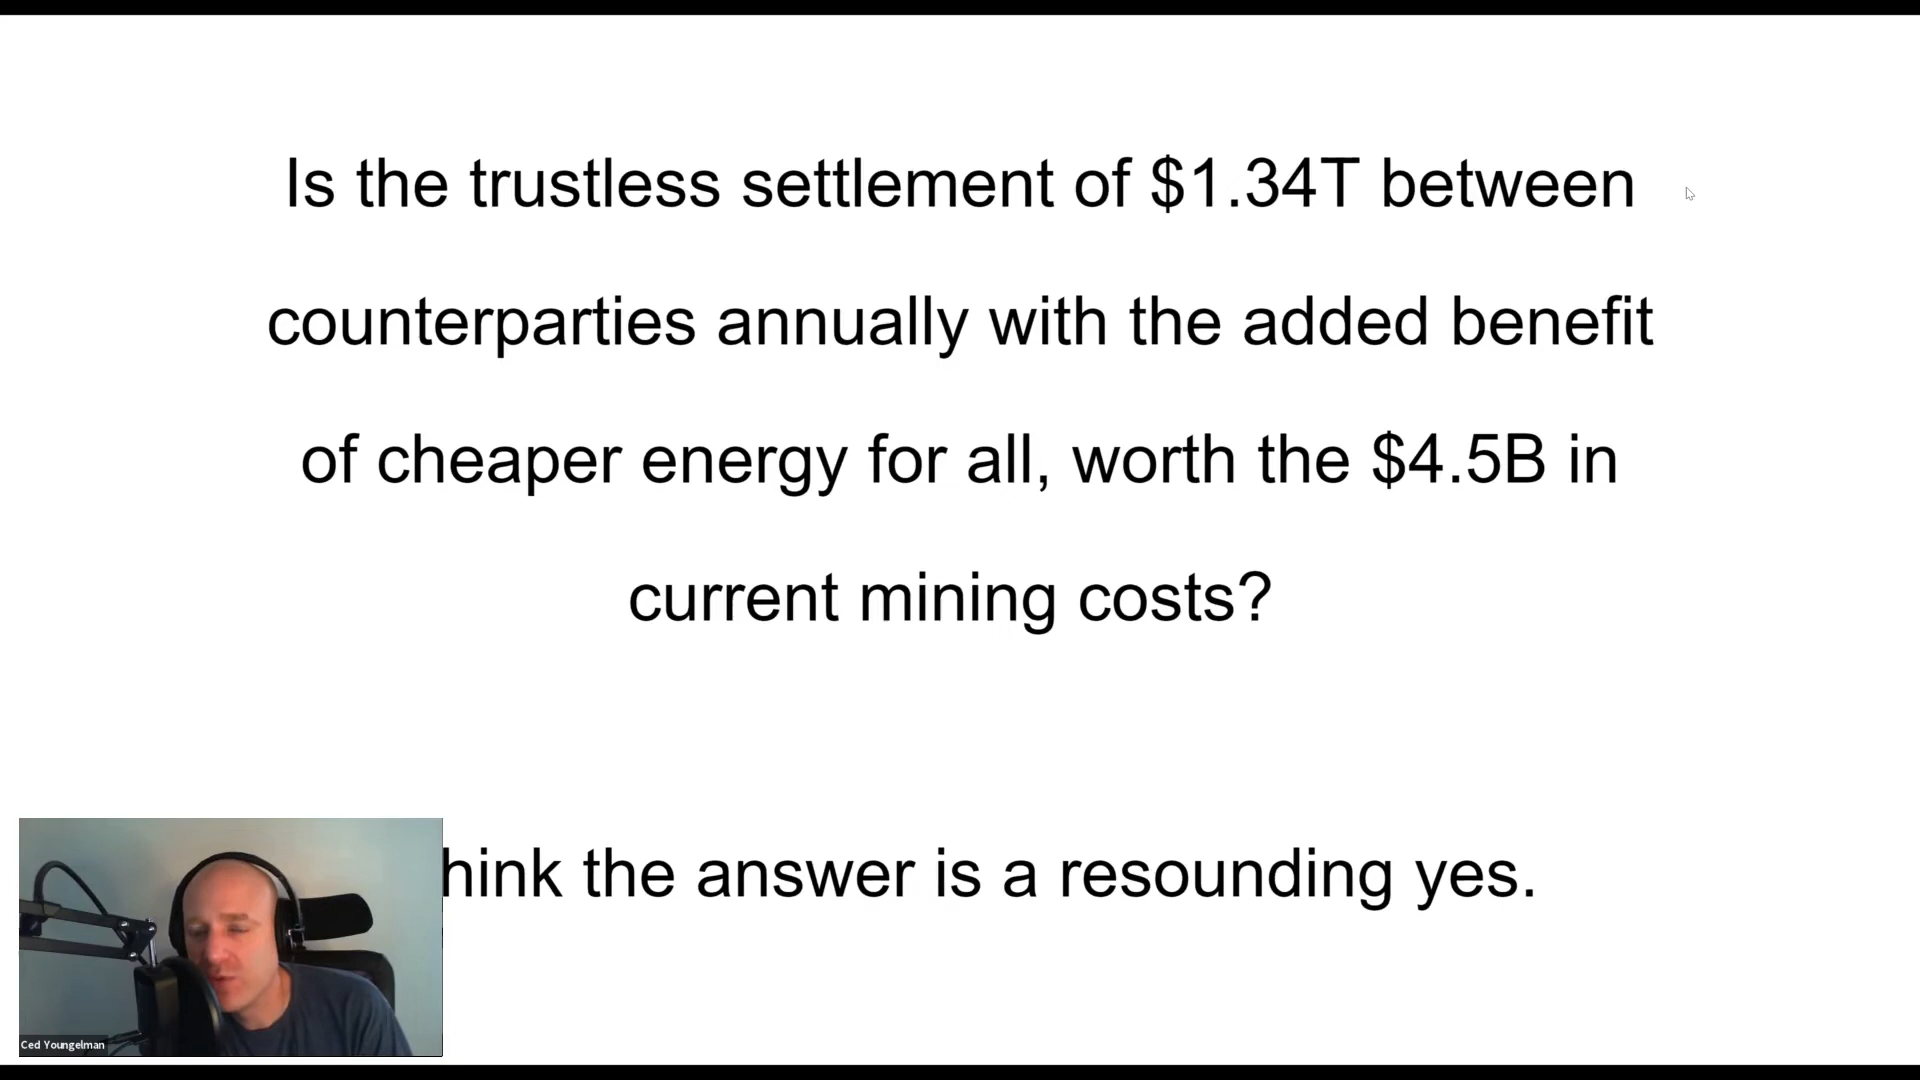 Is the trustless settlement of $1.34T between
counterparties annually with the added benefit
of cheaper energy for all, worth the $4.5B in
current mining costs?
the answer is a resounding yes.
Ced Youngelman